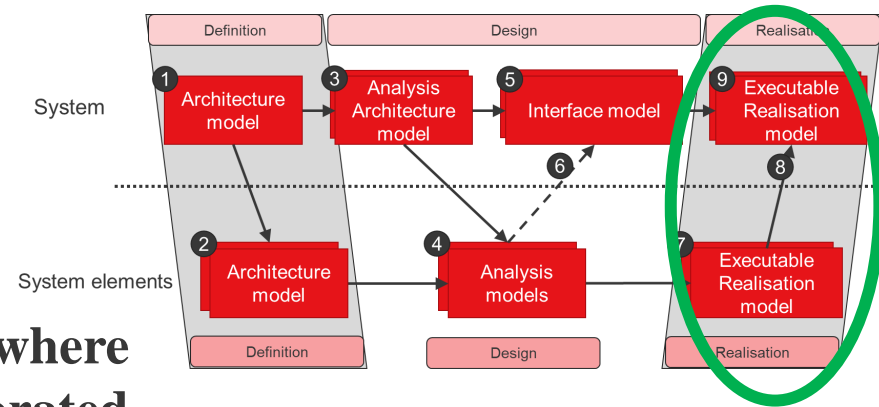 Definition
Design
Realisation
1
3
5
9
System
Architecture
model
Analysis
Architecture
model
Interface model
Executable
Realisation
model
6
8
2
4
7
System elements
Architecture
model
Analysis
models
Executable
Realisation
model
where
Definition
Design
Realisation